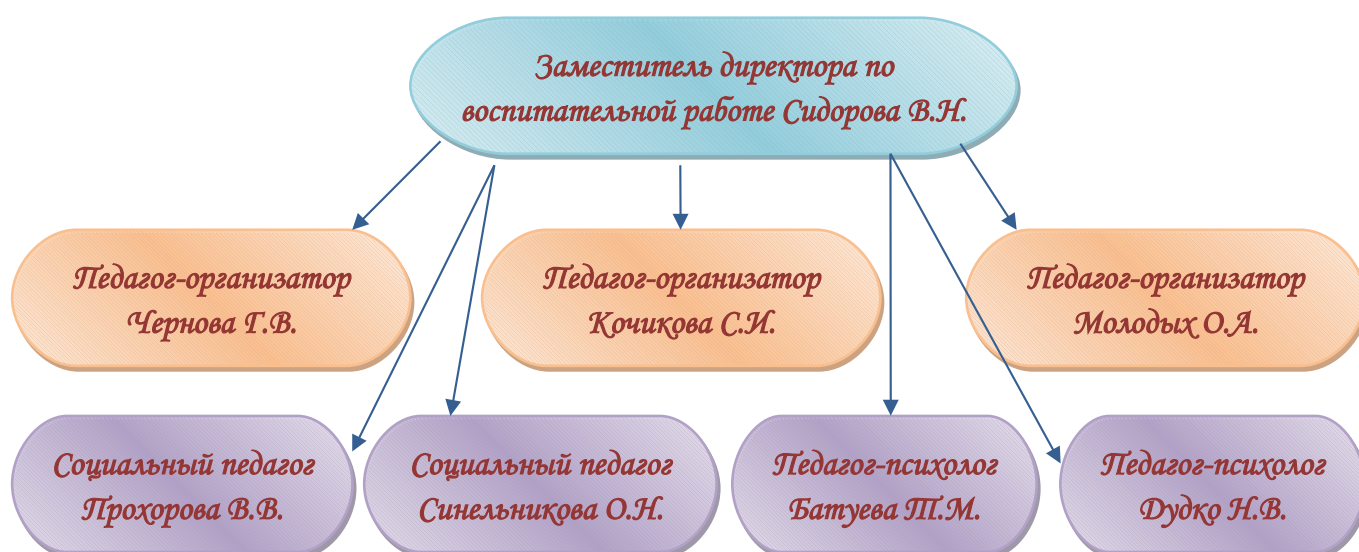 Заместитель директора по
воспитательной работе Сидорова В.Н.
Педагог-организатор
Чернова Г.В.
Педагог-организатор
Кочикова С.И.
Педагог-организатор
Молодых О.А.
Социальный педагог
Прохорова В.В.
Социальный педагог
Синельникова О.Н.
Педагог-психолог
Батуева Т.М.
Педагог-психолог
Дудко Н.В.